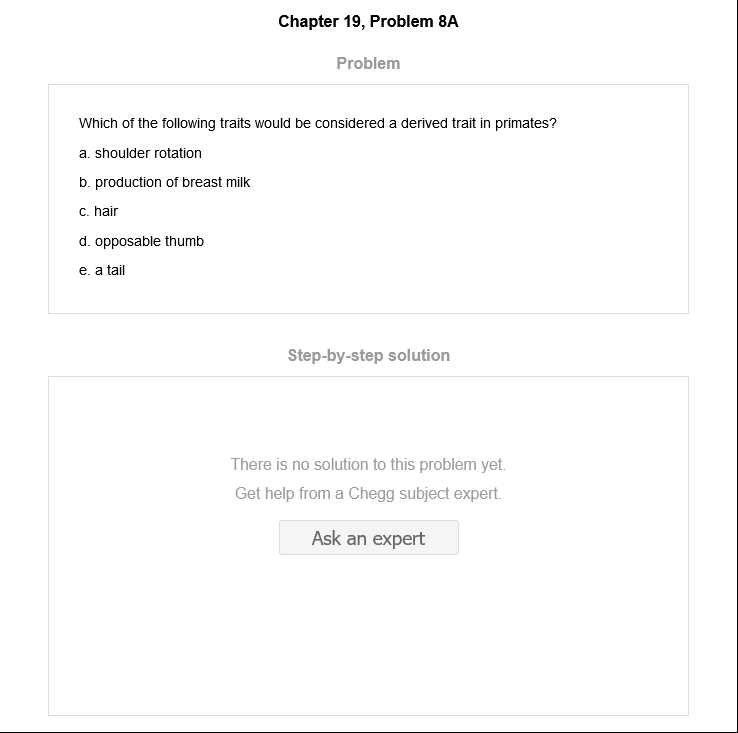 Chapter 19, Problem 8A
Problem
Which of the following traits would be considered a derived trait in primates?
a. shoulder rotation
b. production of breast milk
c. hair
d. opposable thumb
e. a tail
Step-by-step solution
There is no solution to this problem yet.
Get help from a Chegg subject expert.
Ask an expert